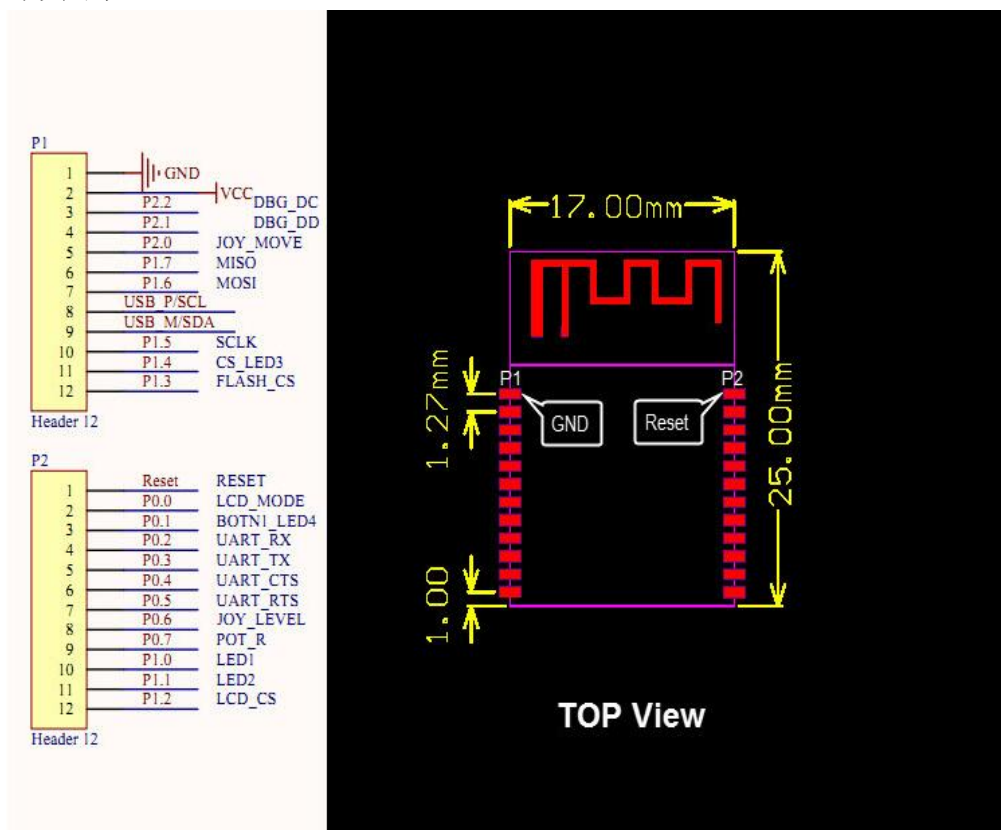 P1
1 GND
2 VCC
3 P2.2 DBG_DC
4 P2.1 DBG_DD
5 P2.0 JOY_MOVE
6 P1.7 MISO
7 P1.6 MOSI
8 USB_P/SCL
9 USB_M/SDA
10 P1.5 SCLK
11 P1.4 CS_LED3
12 P1.3 FLASH_CS
Header 12
P2
1 Reset RESET
2 P0.0 LCD_MODE
3 P0.1 BOTN1_LED4
4 P0.2 UART_RX
5 P0.3 UART_TX
6 P0.4 UART_CTS
7 P0.5 UART_RTS
8 P0.6 JOY_LEVEL
9 P0.7 POT_R
10 P1.0 LED1
11 P1.1 LED2
12 P1.2 LCD_CS
Header 12
17.00mm
P1 P2
GND Reset
1.27mm
25.00mm
1.00
TOP View